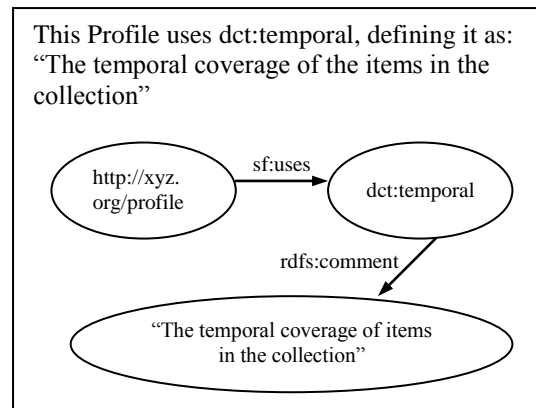 This Profile uses dct:temporal, defining it as:
“The temporal coverage of the items in the
collection”
http://xyz.
org/profile
sf:uses
dct:temporal
rdfs:comment
“The temporal coverage of items
in the collection”